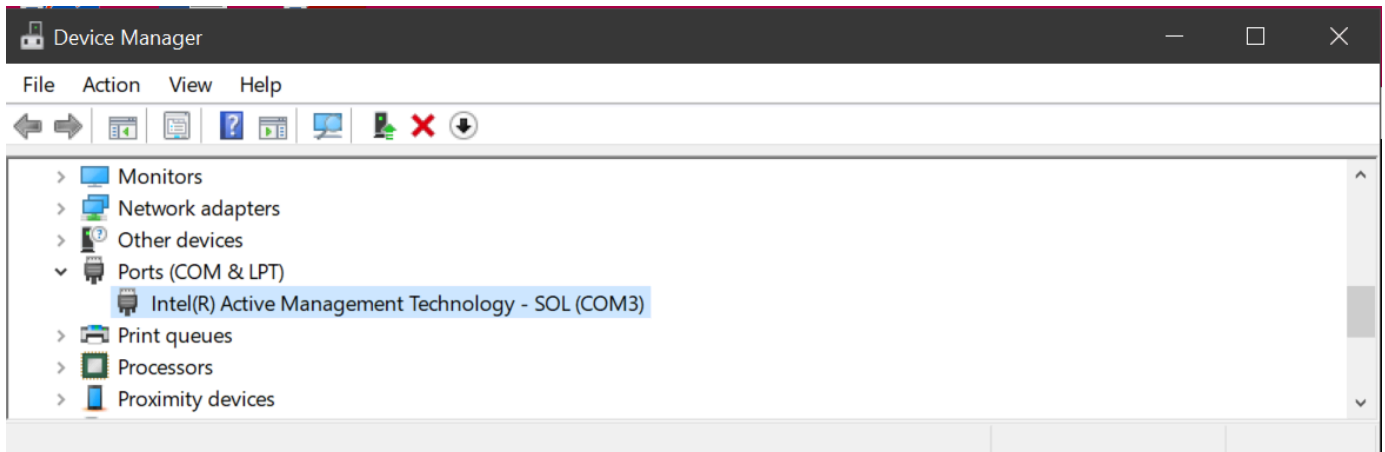 Device Manager
File Action View Help
Monitors
Network adapters
Other devices
Ports (COM & LPT)
Intel(R) Active Management Technology - SOL (COM3)
Print queues
Processors
Proximity devices